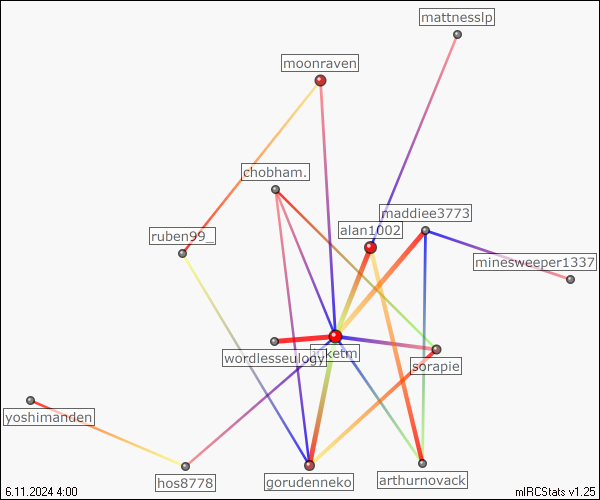 mattnesslp
moonraven
chobham.
maddiee3773
alan1002
ruben99_
minesweeper1337
wordlesseulogy
sorapie
yoshimanden
hos8778
gorudenneko
arthurnovack
6.11.2024 4:00
mIRCStats v1.25